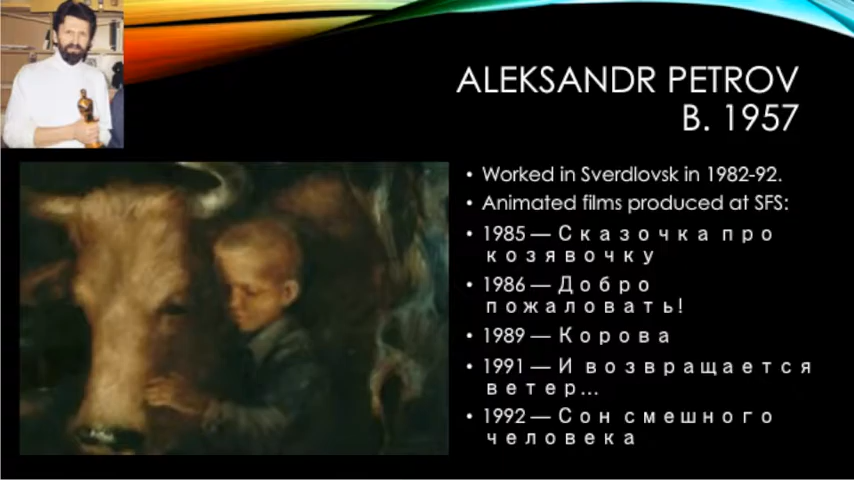 ALEKSANDR PETROV
B. 1957
• Worked in Sverdlovsk in 1982-92.
• Animated films produced at SFS:
• 1985 — Сказочка про
козявочку
• 1986 — Добро
пожаловать!
• 1989 — Корова
• 1991 — И возвращается
ветер...
• 1992 — Сон смешного
человека